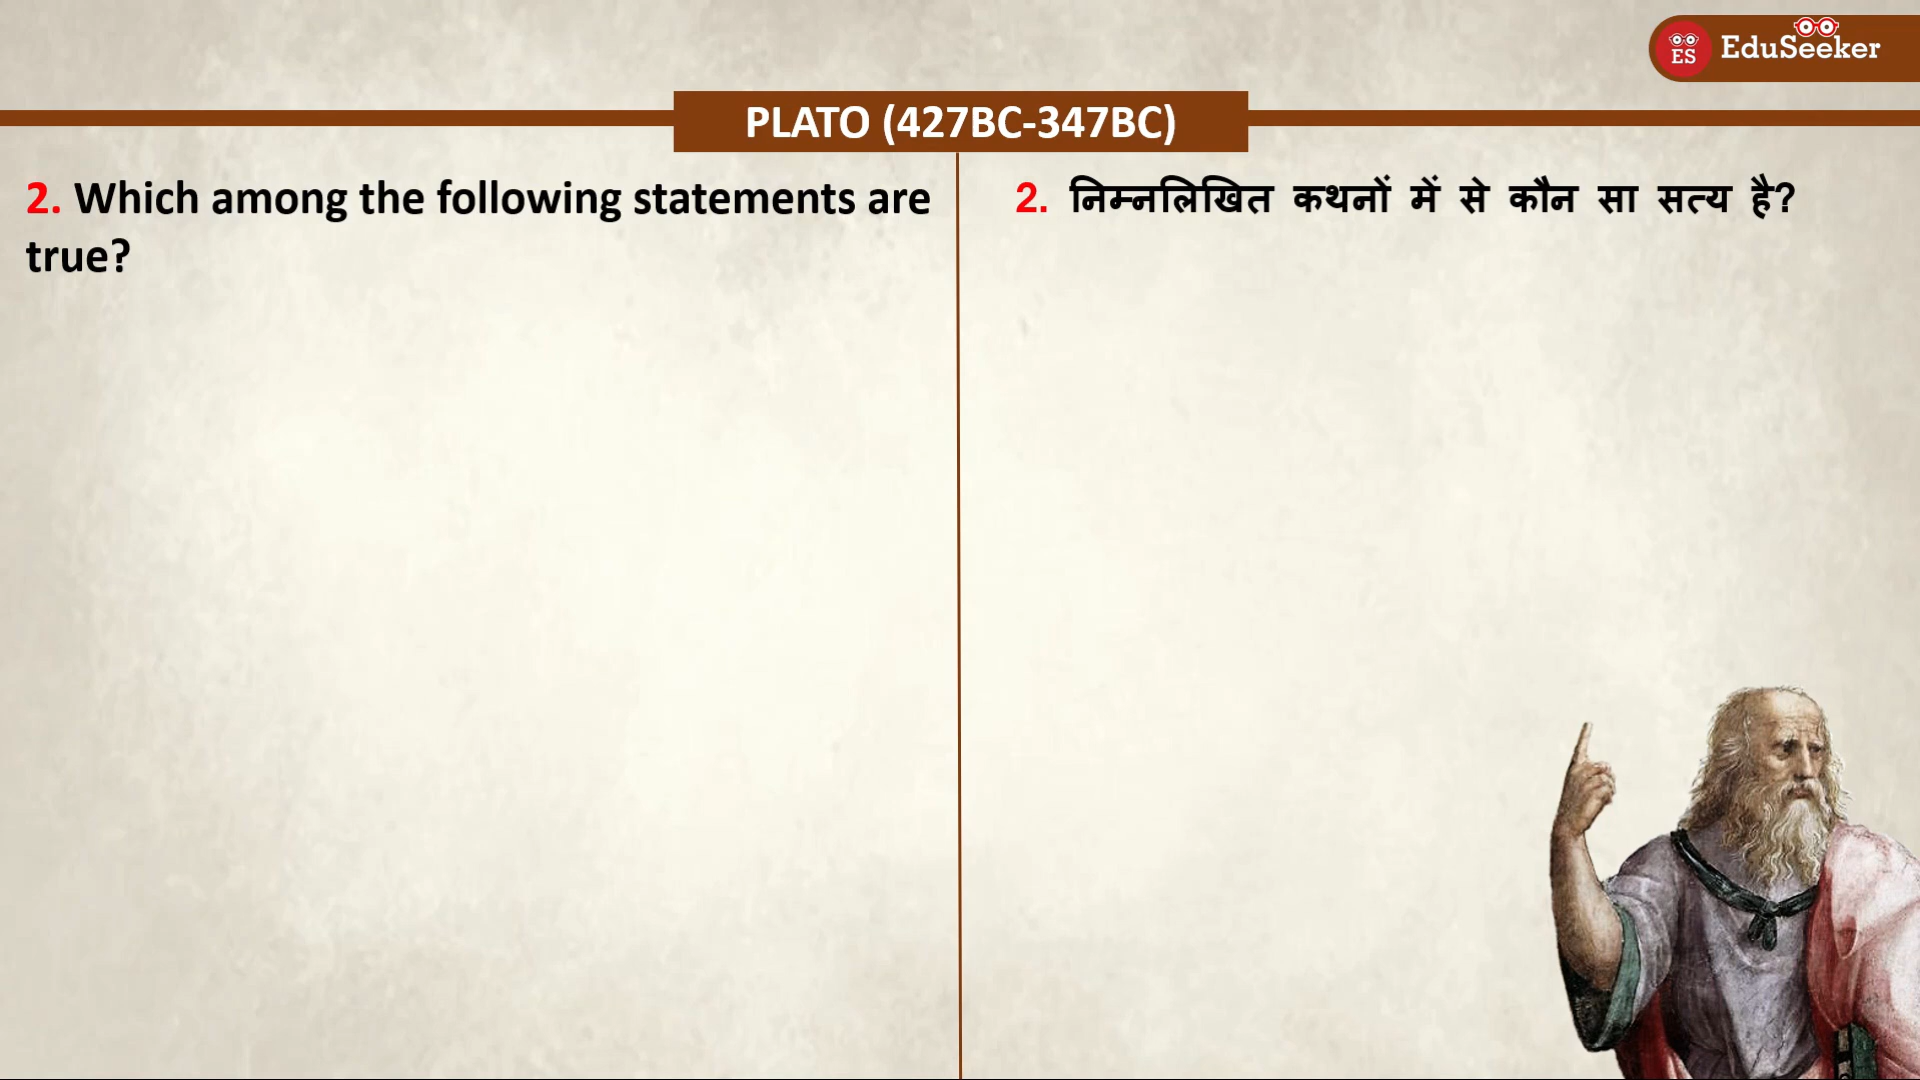 ES EduSeeker
PLATO (427BC-347BC)
2. Which among the following statements are
true?
2. निम्नलिखित कथनों में से कौन सा सत्य है?